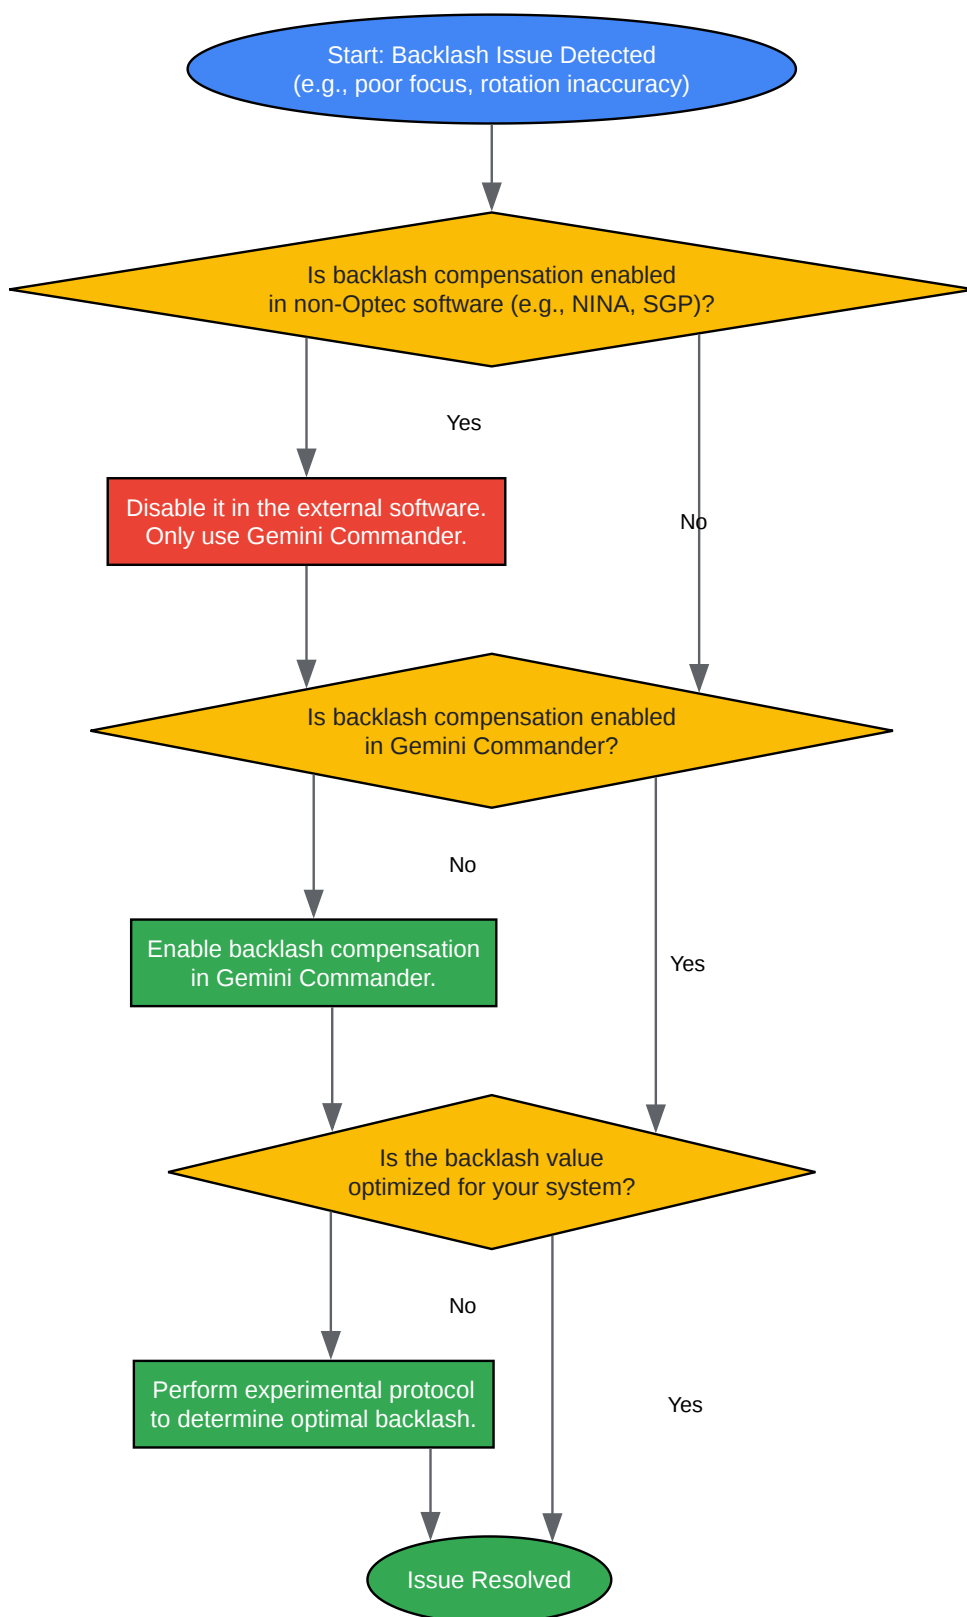 Start: Backlash Issue Detected
(e.g., poor focus, rotation inaccuracy)
Is backlash compensation enabled
in non-Optec software (e.g., NINA, SGP)?
Yes
Disable it in the external software.
Only use Gemini Commander.
No
Is backlash compensation enabled
in Gemini Commander?
No
Enable backlash compensation
in Gemini Commander.
Yes
Is the backlash value
optimized for your system?
No
Perform experimental protocol
to determine optimal backlash.
Yes
Issue Resolved